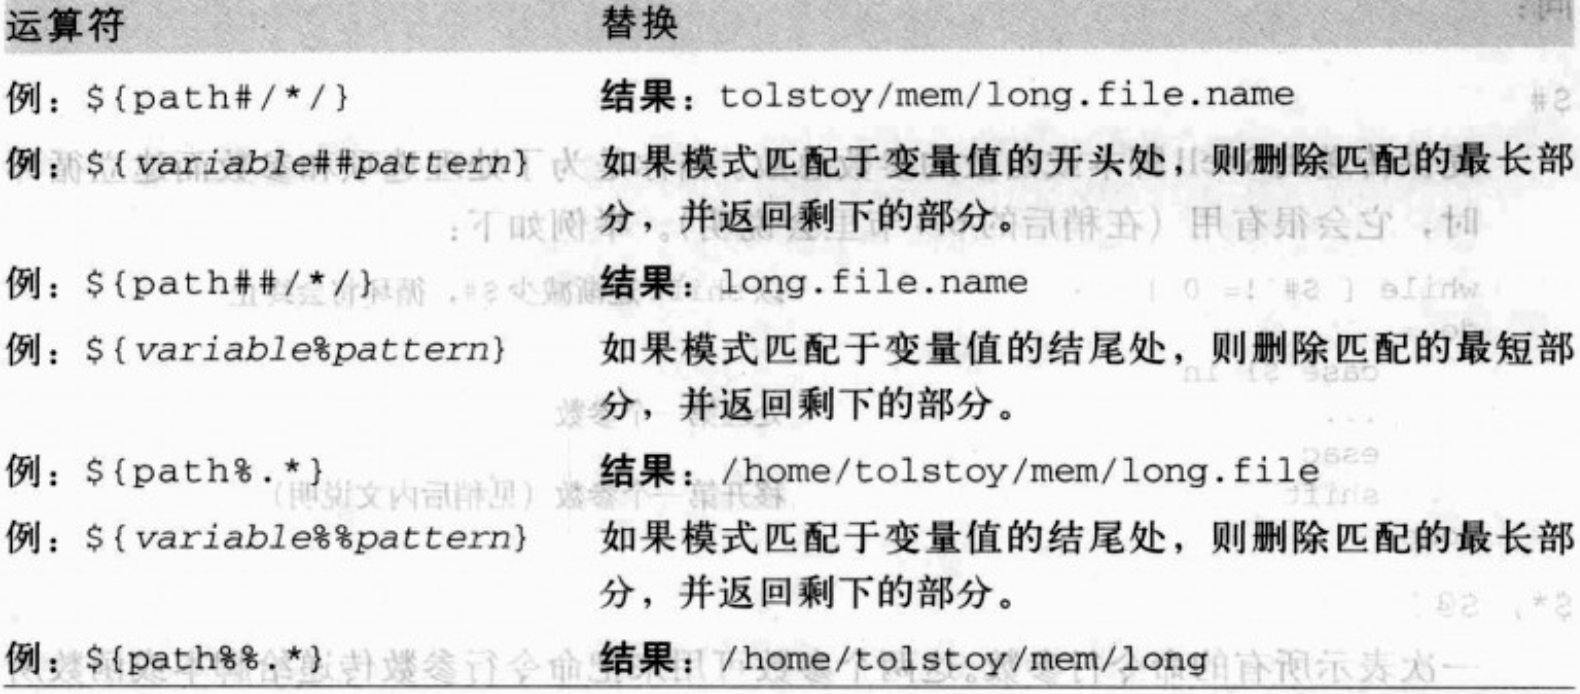 运算符 替换
例：${path#/*/} 结果：tolstoy/mem/long.file.name
例：${variable##pattern} 如果模式匹配于变量值的开头处，则删除匹配的最长部
分，并返回剩下的部分。
例：${path##/*/} 结果：long.file.name
例：${variable%pattern} 如果模式匹配于变量值的结尾处，则删除匹配的最短部
分，并返回剩下的部分。
例：${path%.*} 结果：/home/tolstoy/mem/long.file
例：${variable%%pattern} 如果模式匹配于变量值的结尾处，则删除匹配的最长部
分，并返回剩下的部分。
例：${path%%.*} 结果：/home/tolstoy/mem/long